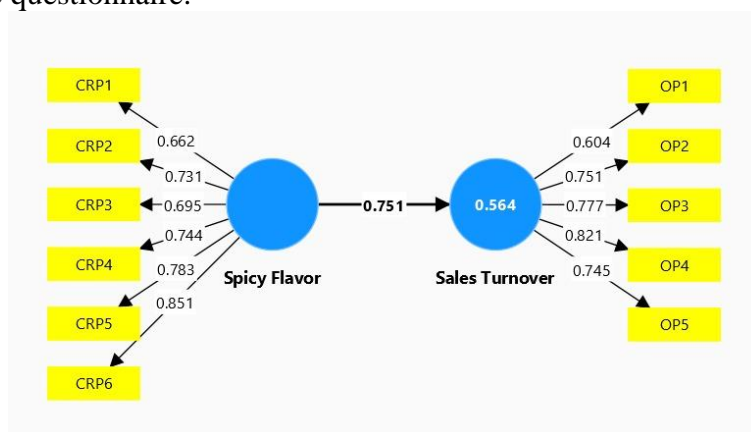 questionnaire.
CRP1
CRP2
CRP3
CRP4
CRP5
CRP6
0.662
0.731
0.695
0.744
0.783
0.851
Spicy Flavor
0.751
0.564
Sales Turnover
0.604
0.751
0.777
0.821
0.745
OP1
OP2
OP3
OP4
OP5